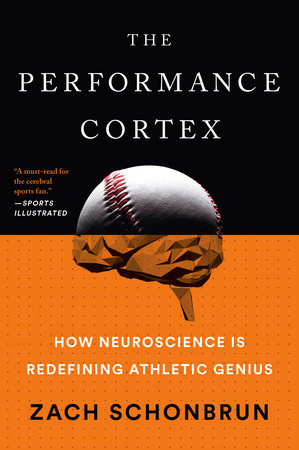 THE
PERFORMANCE
CORTEX
“A must-read for
the cerebral
sports fan.”
—SPORTS
ILLUSTRATED
HOW NEUROSCIENCE IS
REDEFINING ATHLETIC GENIUS
ZACH SCHONBRUN